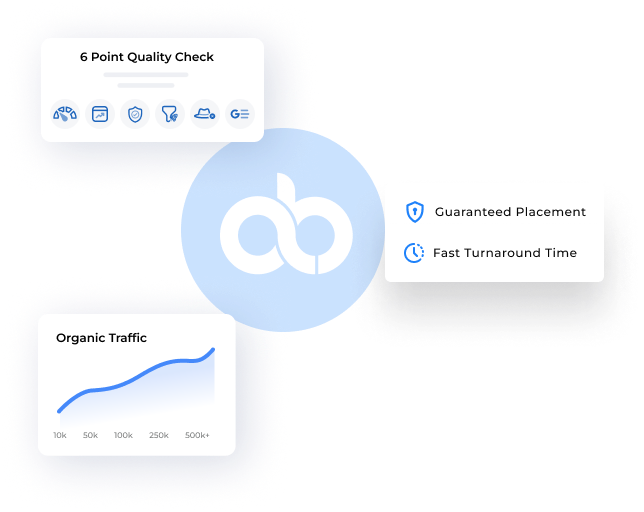 6 Point Quality Check
G
Guaranteed Placement
Fast Turnaround Time
Organic Traffic
10k 50k 100k 250k 500k+